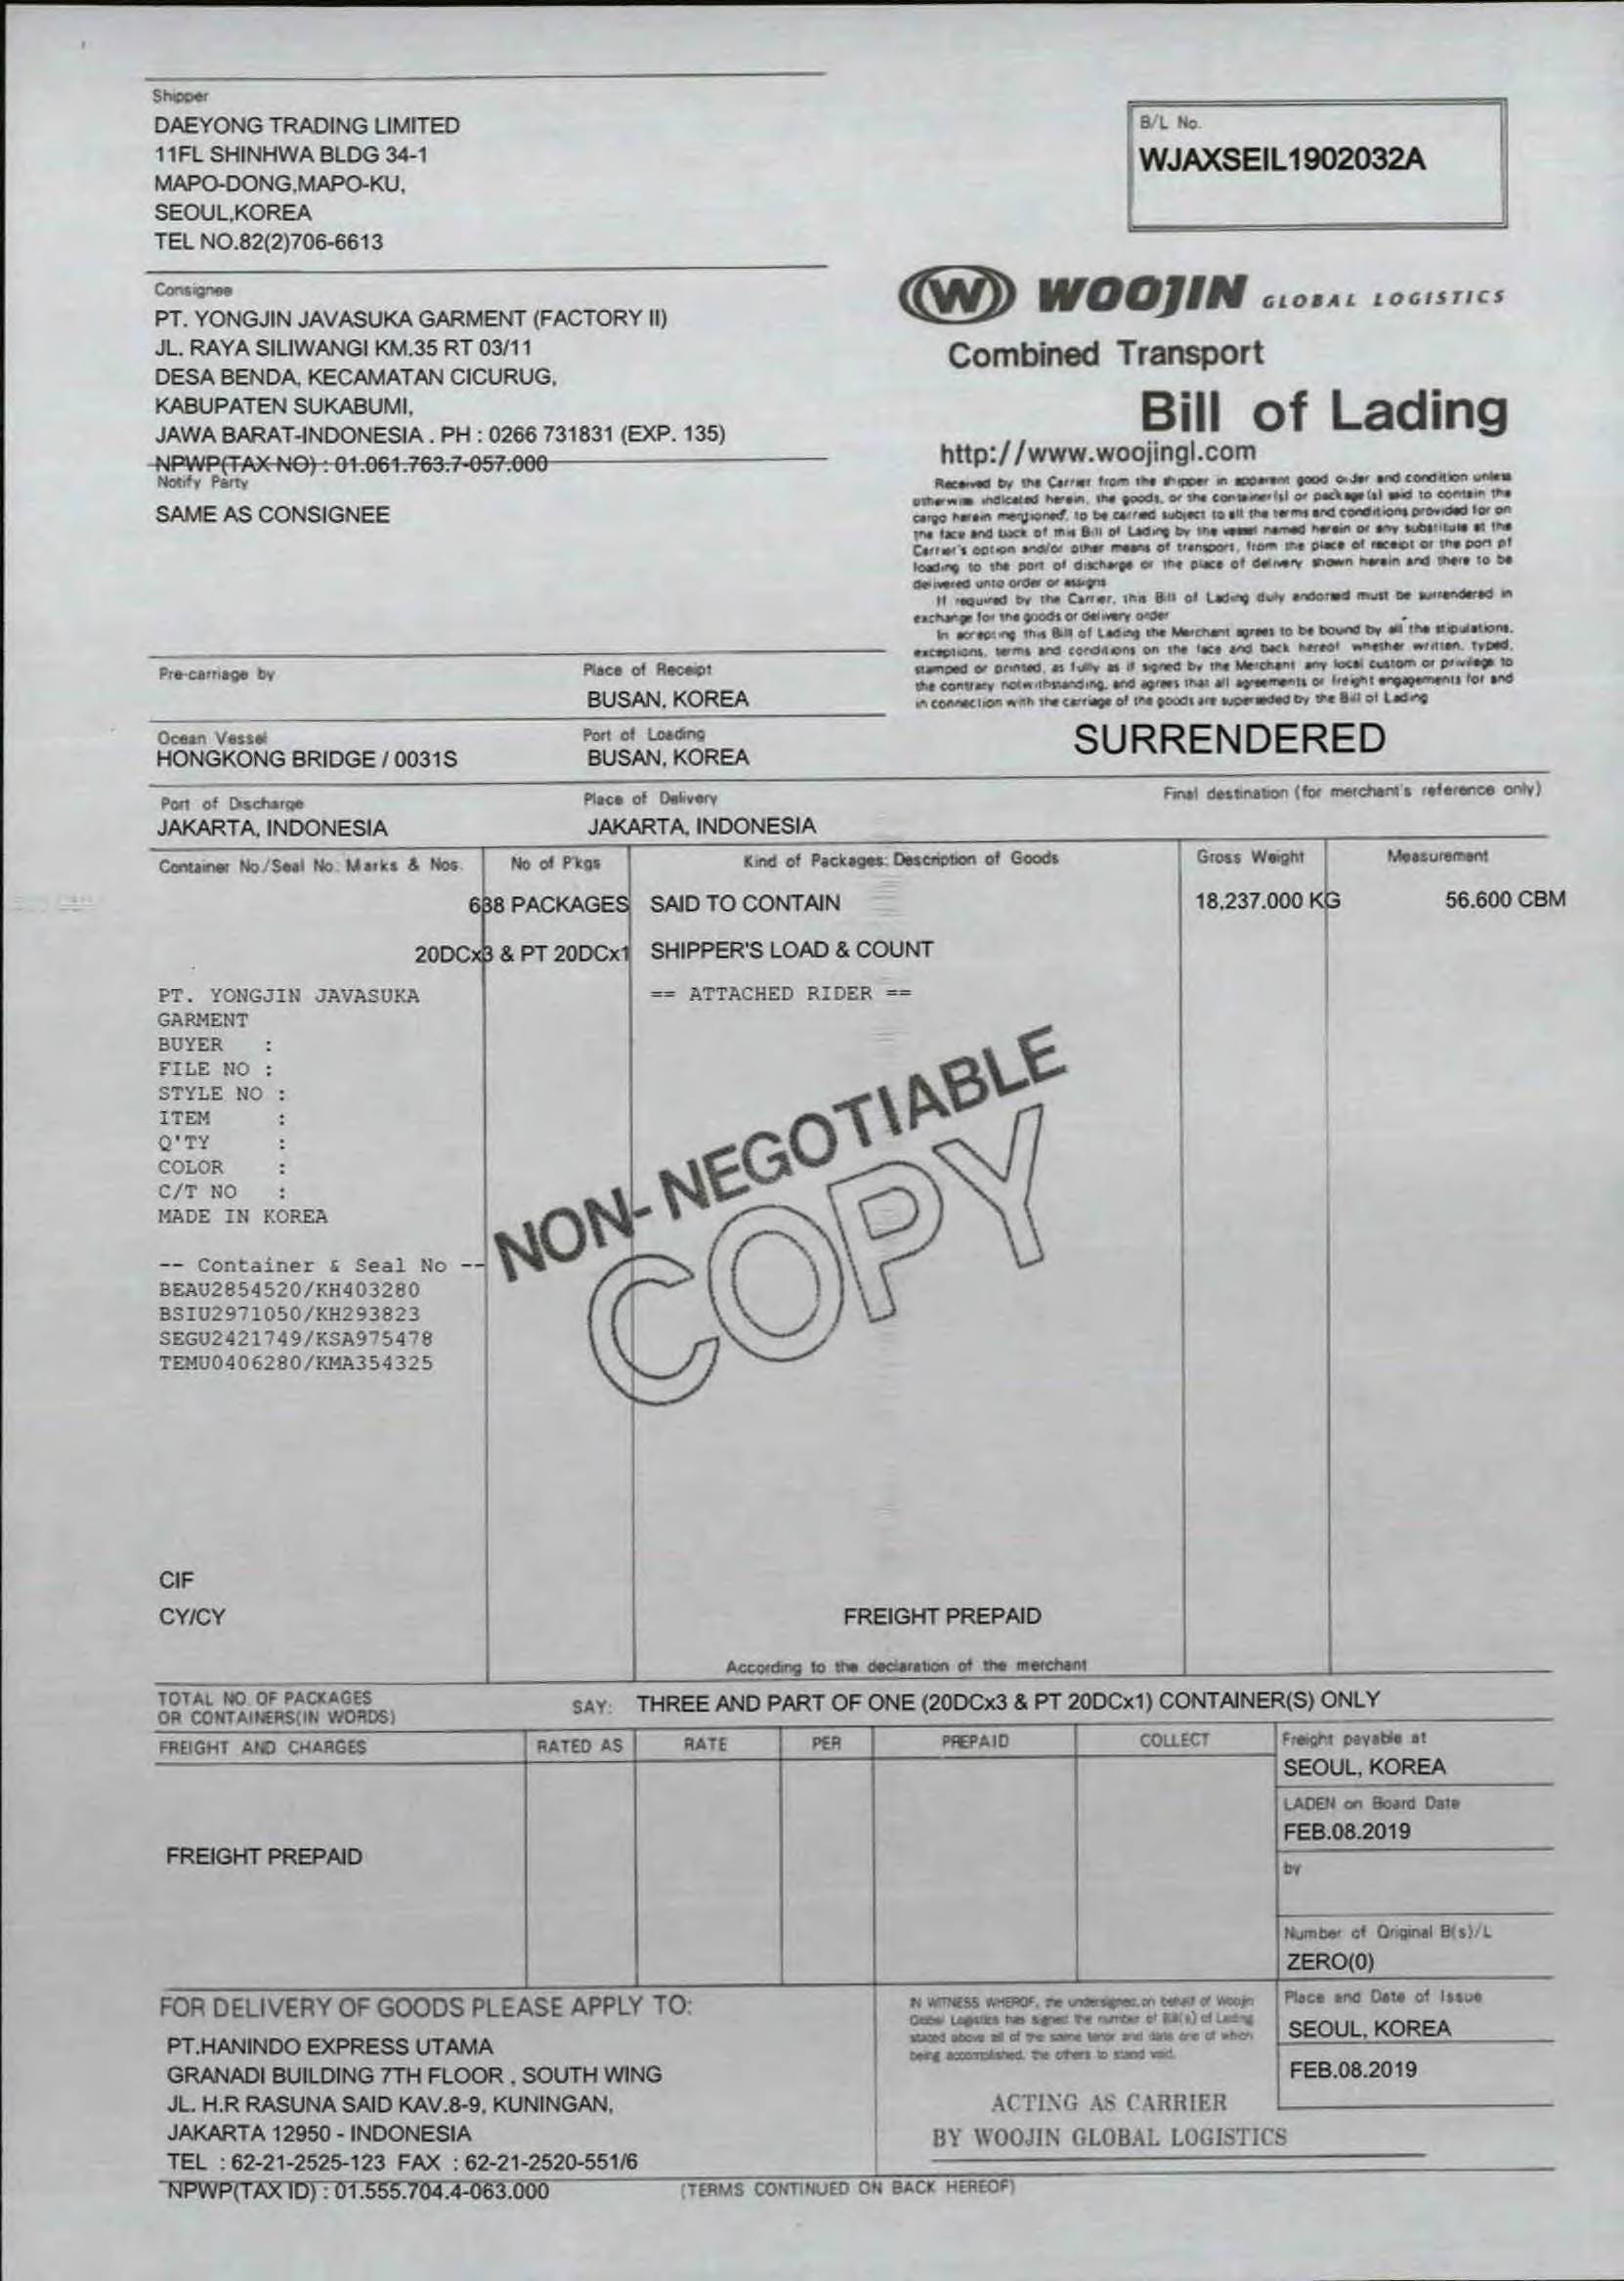 Shipper
DAEYONG TRADING LIMITED
11FL SHINHWA BLDG 34-1
MAPO-DONG,MAPO-KU,
SEOUL,KOREA
TEL NO.82(2)706-6613
B/L No.
WJAXSEIL1902032A
Consignee
PT. YONGJIN JAVASUKA GARMENT (FACTORY II)
JL. RAYA SILIWANGI KM.35 RT 03/11
DESA BENDA, KECAMATAN CICURUG,
KABUPATEN SUKABUMI,
JAWA BARAT-INDONESIA . PH : 0266 731831 (EXP. 135)
NPWP(TAX NO) : 01.061.763.7-057.000
Notify Party
SAME AS CONSIGNEE
W WOOJIN GLOBAL LOGISTICS
Combined Transport
Bill of Lading
http://www.woojingl.com
Received by the Carrier from the shipper in apparent good order and condition unless
otherwise indicated herein, the goods, or the container(s) or package(s) said to contain the
cargo herein mentioned, to be carried subject to all the terms and conditions provided for on
the face and back of this Bill of Lading by the vessel named herein or any substitute at the
Carrier's option and/or other means of transport, from the place of receipt or the port of
loading to the port of discharge or the place of delivery shown herein and there to be
delivered unto order or assigns
If required by the Carrier, this Bill of Lading duly endorsed must be surrendered in
exchange for the goods or delivery order
In accepting this Bill of Lading the Merchant agrees to be bound by all the stipulations,
exceptions, terms and conditions on the face and back hereof whether written, typed,
stamped or printed, as fully as if signed by the Merchant any local custom or privilege to
the contrary notwithstanding, and agrees that all agreements or freight engagements for and
in connection with the carriage of the goods are superseded by the Bill of Lading
Pre-carriage by
Place of Receipt
BUSAN, KOREA
Ocean Vessel
HONGKONG BRIDGE / 0031S
Port of Loading
BUSAN, KOREA
SURRENDERED
Port of Discharge
JAKARTA, INDONESIA
Place of Delivery
JAKARTA, INDONESIA
Final destination (for merchant's reference only)
Container No./Seal No. Marks & Nos.
No of P'kgs
Kind of Packages: Description of Goods
Gross Weight
Measurement
638 PACKAGES
SAID TO CONTAIN
18,237.000 KG
56.600 CBM
20DCx3 & PT 20DCx1
SHIPPER'S LOAD & COUNT
PT. YONGJIN JAVASUKA
GARMENT
== ATTACHED RIDER ==
BUYER :
FILE NO :
STYLE NO :
ITEM :
Q'TY :
COLOR :
C/T NO :
MADE IN KOREA
NON-NEGOTIABLE
COPY
-- Container & Seal No --
BEAU2854520/KH403280
BSIU2971050/KH293823
SEGU2421749/KSA975478
TEMU0406280/KMA354325
CIF
CY/CY
FREIGHT PREPAID
According to the declaration of the merchant
TOTAL NO. OF PACKAGES
OR CONTAINERS(IN WORDS)
SAY: THREE AND PART OF ONE (20DCx3 & PT 20DCx1) CONTAINER(S) ONLY
FREIGHT AND CHARGES
RATED AS
RATE
PER
PREPAID
COLLECT
Freight payable at
SEOUL, KOREA
LADEN on Board Date
FEB.08.2019
FREIGHT PREPAID
by
Number of Original B(s)/L
ZERO(0)
FOR DELIVERY OF GOODS PLEASE APPLY TO:
PT.HANINDO EXPRESS UTAMA
GRANADI BUILDING 7TH FLOOR , SOUTH WING
JL. H.R RASUNA SAID KAV.8-9, KUNINGAN,
JAKARTA 12950 - INDONESIA
TEL : 62-21-2525-123 FAX : 62-21-2520-551/6
NPWP(TAX ID) : 01.555.704.4-063.000
IN WITNESS WHEROF, the undersigned,on behalf of Woojin
Global Logistics has signed the number of Bill(s) of Lading
stated above all of the same tenor and date one of which
being accomplished, the others to stand void.
Place and Date of Issue
SEOUL, KOREA
FEB.08.2019
ACTING AS CARRIER
BY WOOJIN GLOBAL LOGISTICS
(TERMS CONTINUED ON BACK HEREOF)